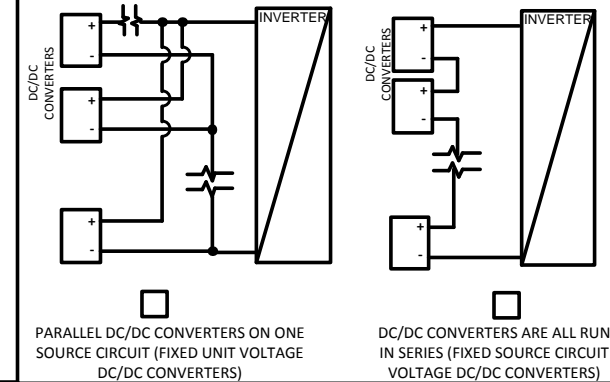 INVERTER
DC/DC
CONVERTERS
+
-
+
-
+
-
PARALLEL DC/DC CONVERTERS ON ONE
SOURCE CIRCUIT (FIXED UNIT VOLTAGE
DC/DC CONVERTERS)
INVERTER
DC/DC
CONVERTERS
+
-
+
-
+
-
DC/DC CONVERTERS ARE ALL RUN
IN SERIES (FIXED SOURCE CIRCUIT
VOLTAGE DC/DC CONVERTERS)